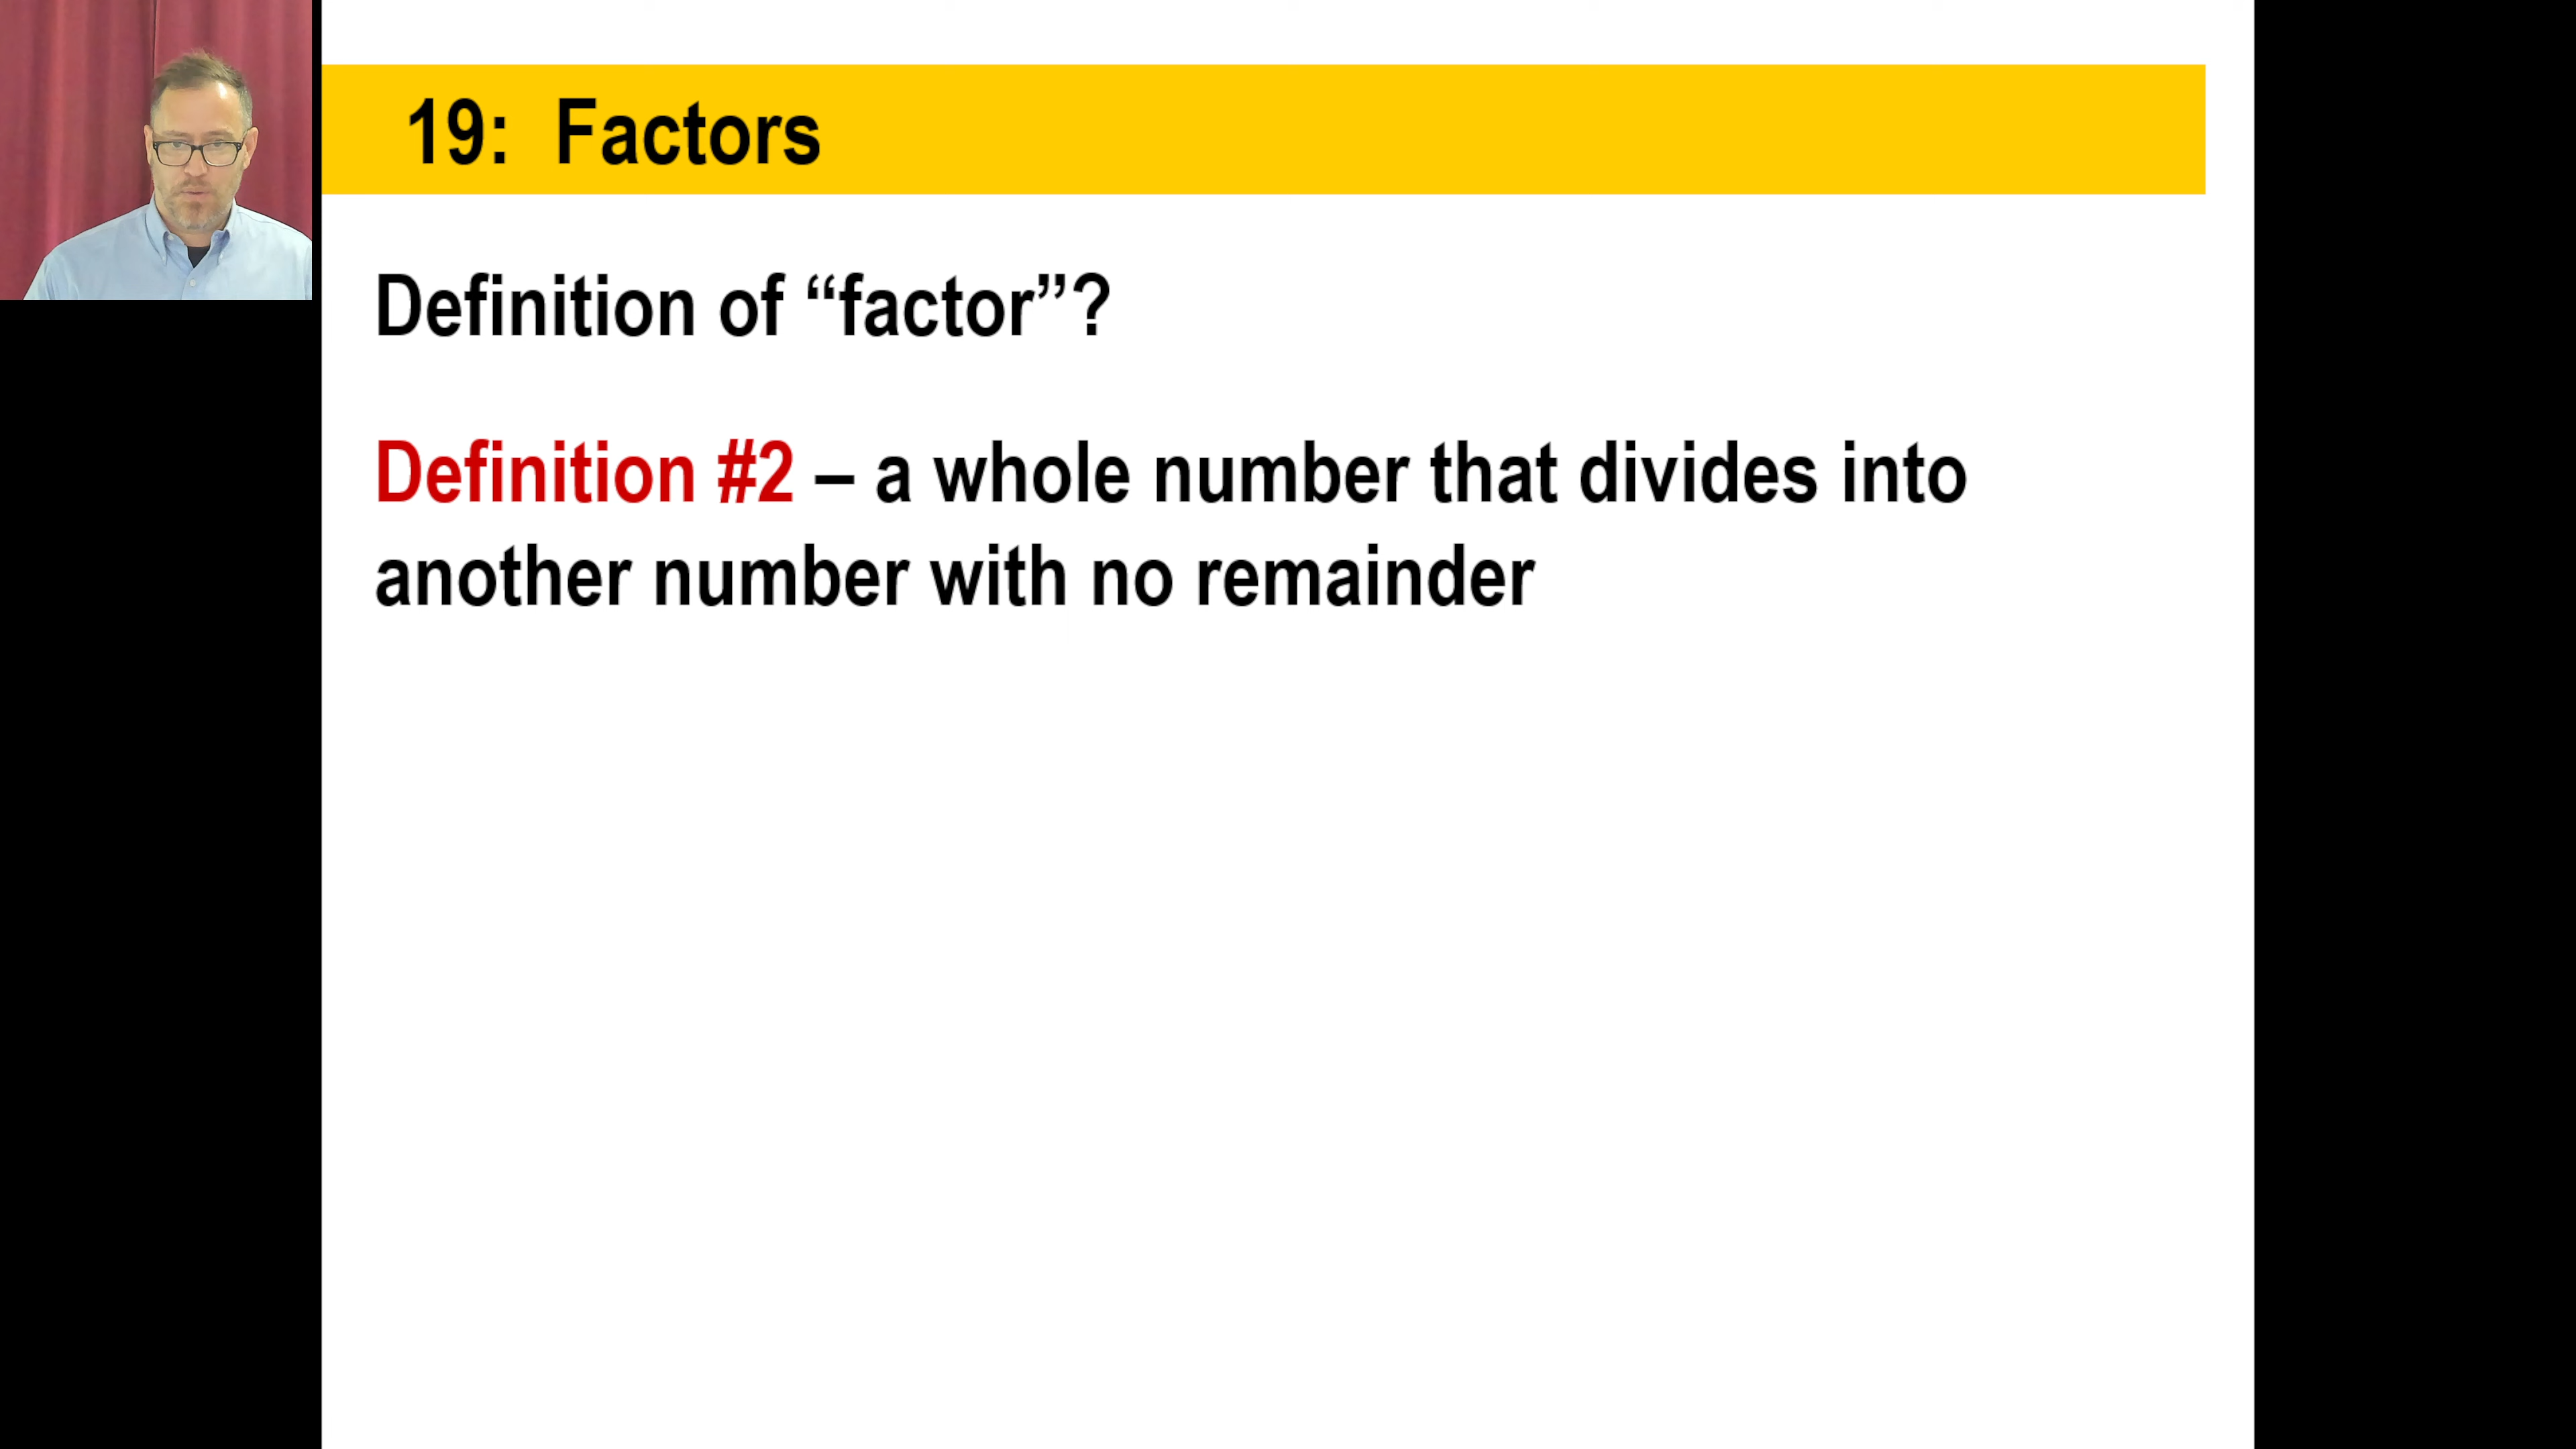 19: Factors
Definition of “factor”?
Definition #2 – a whole number that divides into
another number with no remainder